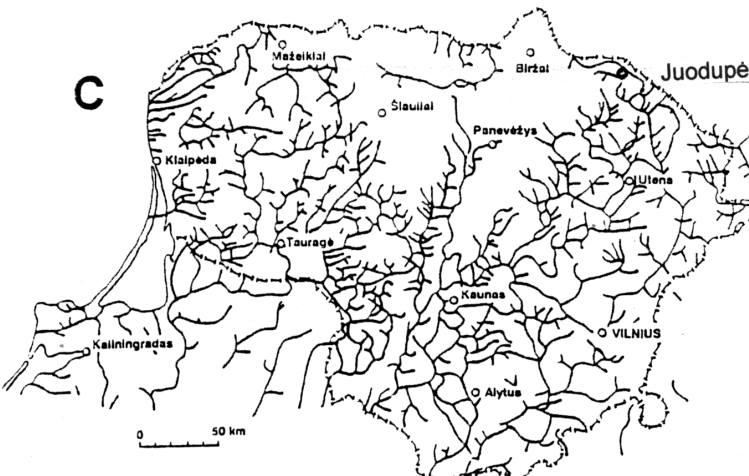 C
Mažeikiai
Biržai
Juodupė
Šiauliai
Panevėžys
Klaipėda
Utena
Tauragė
Kaunas
VILNIUS
Kaliningradas
Alytus
0 50 km